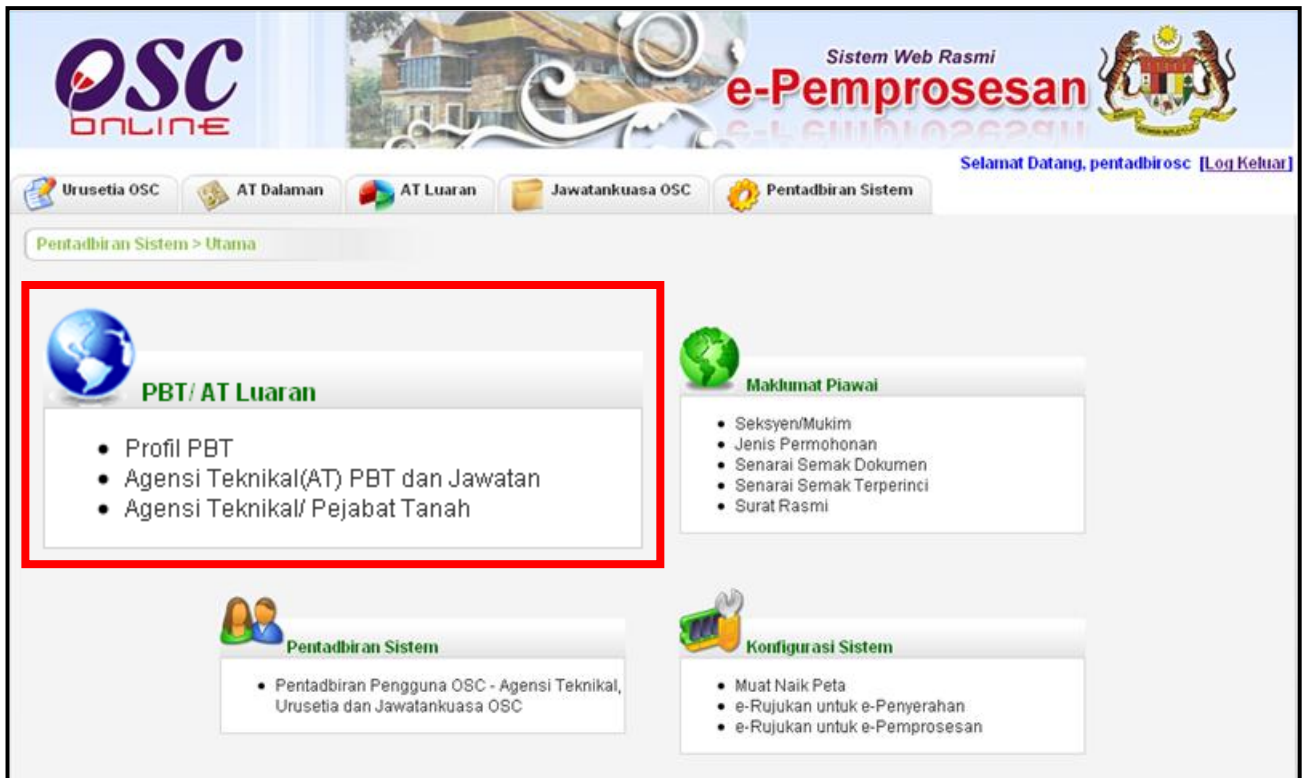 OSC
ONLINE
Sistem Web Rasmi
e-Pemprosesan
Selamat Datang, pentadbirosc [Log Keluar]
Urusetia OSC
AT Dalaman
AT Luaran
Jawatankuasa OSC
Pentadbiran Sistem
Pentadbiran Sistem > Utama
PBT/ AT Luaran
• Profil PBT
• Agensi Teknikal(AT) PBT dan Jawatan
• Agensi Teknikal/ Pejabat Tanah
Maklumat Piawai
• Seksyen/Mukim
• Jenis Permohonan
• Senarai Semak Dokumen
• Senarai Semak Terperinci
• Surat Rasmi
Pentadbiran Sistem
• Pentadbiran Pengguna OSC - Agensi Teknikal,
Urusetia dan Jawatankuasa OSC
Konfigurasi Sistem
• Muat Naik Peta
• e-Rujukan untuk e-Penyerahan
• e-Rujukan untuk e-Pemprosesan